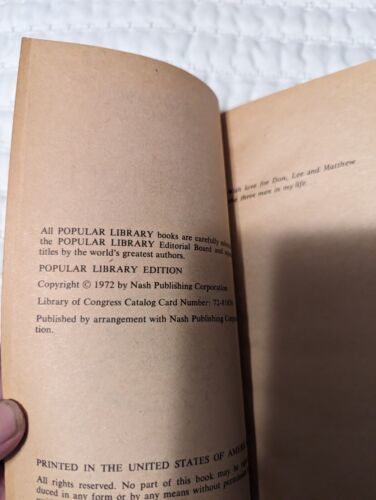 All POPULAR LIBRARY books are carefully
the POPULAR LIBRARY Editorial Board and
titles by the world's greatest authors.
POPULAR LIBRARY EDITION
Copyright © 1972 by Nash Publishing Corporation
Library of Congress Catalog Card Number:
Published by arrangement with Nash Publishing
tion.
PRINTED IN THE UNITED STATES OF
All rights reserved. No part of this book may be
duced in any form or by any means without
With love for Don, Lee and Matthew
the three men in my life.